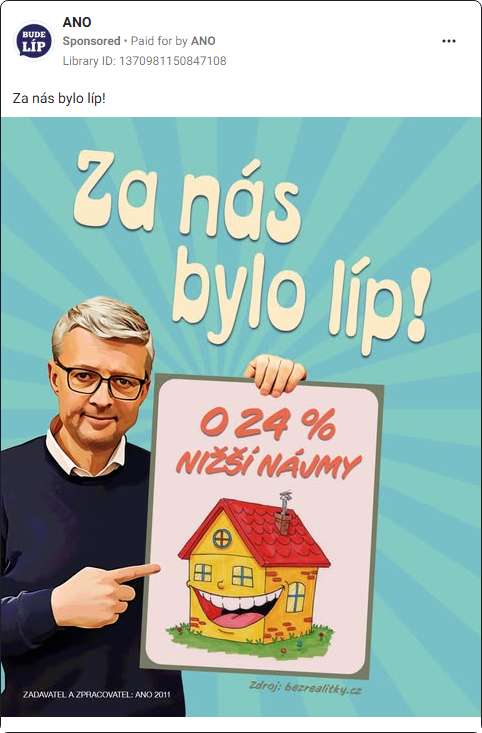 BUDE
LÍP
ANO
Sponsored • Paid for by ANO
Library ID: 1370981150847108
Za nás bylo líp!
Za nás
bylo líp!
O 24 %
NIŽŠÍ NÁJMY
Zdroj: bezrealitky.cz
ZADAVATEL A ZPRACOVATEL: ANO 2011